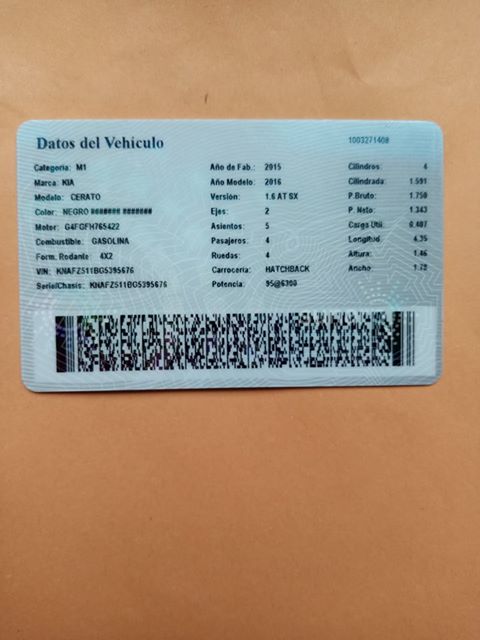 Datos del Vehículo 1003271408
Categoria: M1 Año de Fab.: 2015 Cilindros: 4
Marca: KIA Año Modelo: 2016 Cilindrada: 1.591
Modelo: CERATO Versión: 1.6 AT SX P.Bruto: 1.750
Color: NEGRO ####### ####### Ejes: 2 P. Neto: 1.343
Motor: G4FGFH765422 Asientos: 5 Carga Util: 0.407
Combustible: GASOLINA Pasajeros: 4 Longitud: 4.35
Form. Rodante: 4X2 Ruedas: 4 Altura: 1.46
VIN: KNAFZ511BG5395676 Carrocería: HATCHBACK Ancho: 1.78
Serie/Chasis: KNAFZ511BG5395676 Potencia: 95@6300